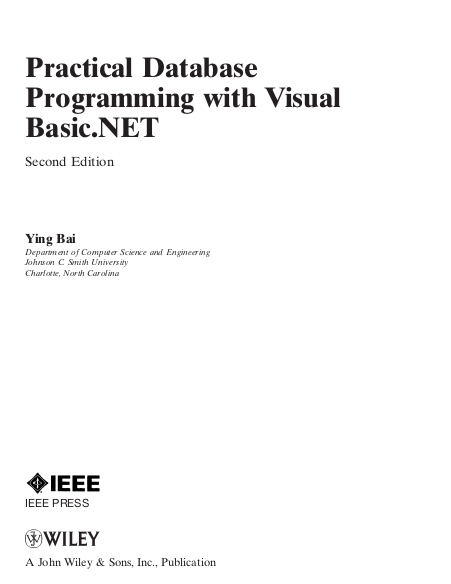 Practical Database
Programming with Visual
Basic.NET
Second Edition
Ying Bai
Department of Computer Science and Engineering
Johnson C. Smith University
Charlotte, North Carolina
IEEE
IEEE PRESS
WILEY
A John Wiley & Sons, Inc., Publication